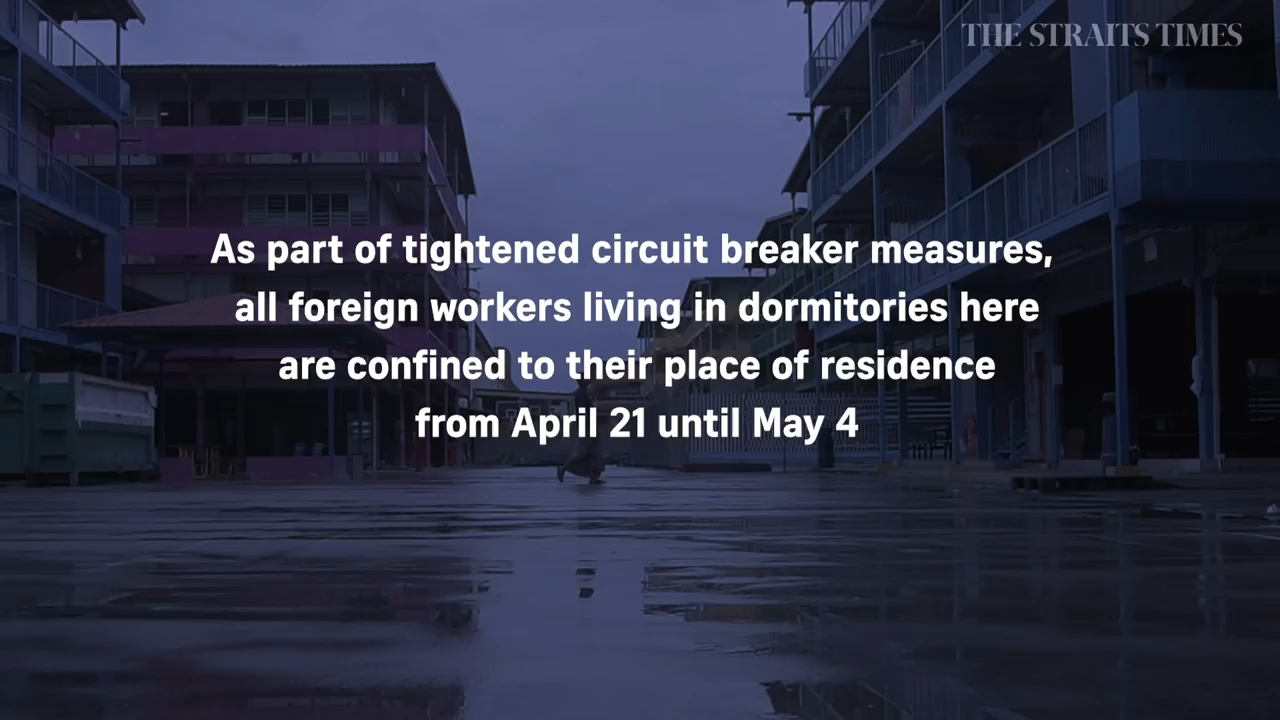 THE STRAITS TIMES
As part of tightened circuit breaker measures,
all foreign workers living in dormitories here
are confined to their place of residence
from April 21 until May 4